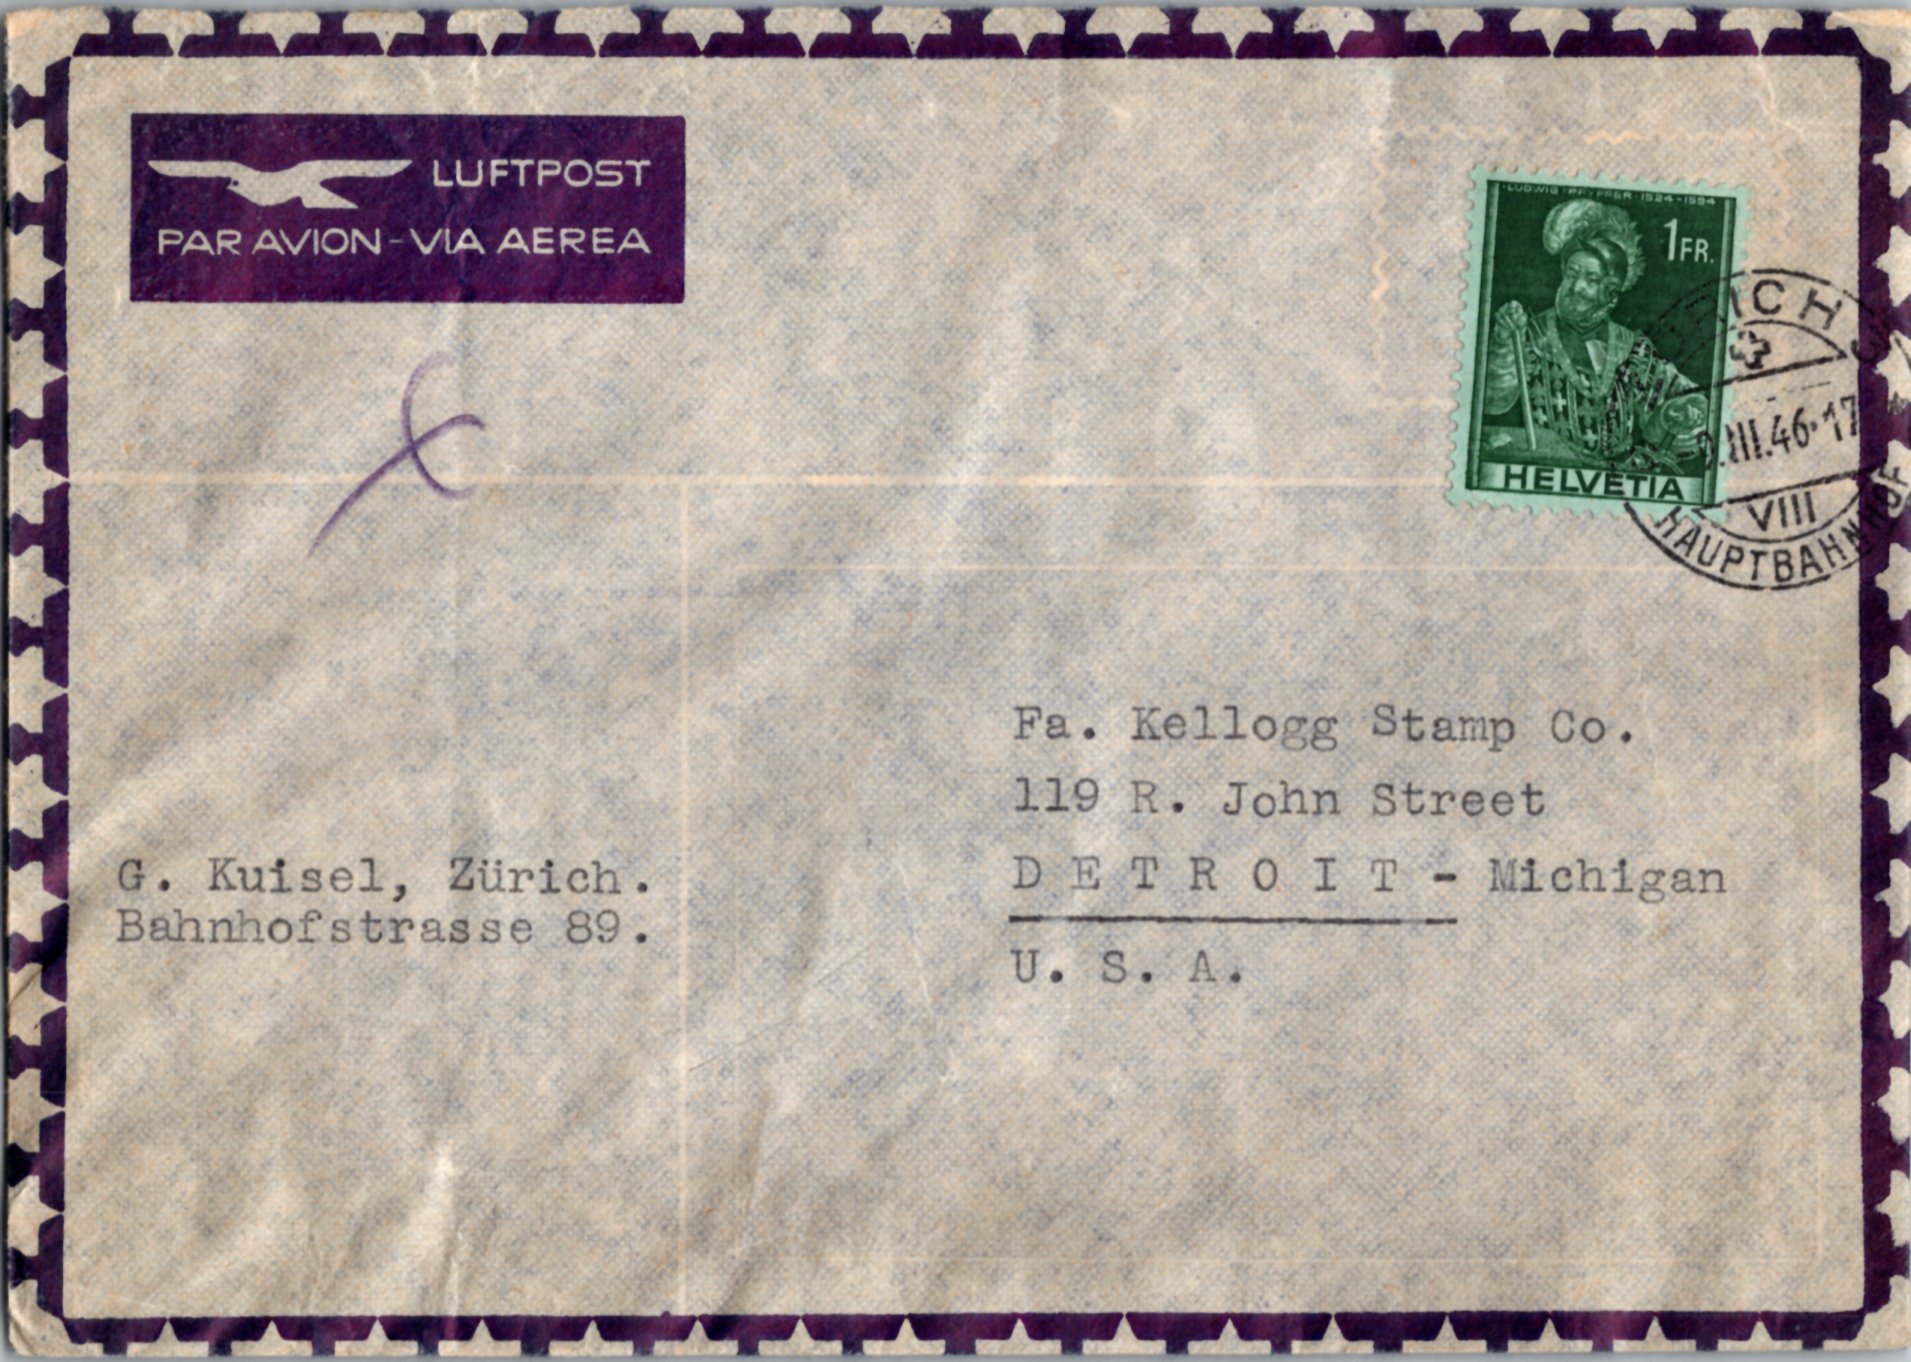 LUFTPOST
PAR AVION - VIA AEREA
LUDWIG PFYFFER · 1524-1594
1 FR.
HELVETIA
.III.46.17
VIII
HAUPTBAHNHOF
Fa. Kellogg Stamp Co.
119 R. John Street
D E T R O I T - Michigan
U. S. A.
G. Kuisel, Zürich.
Bahnhofstrasse 89.